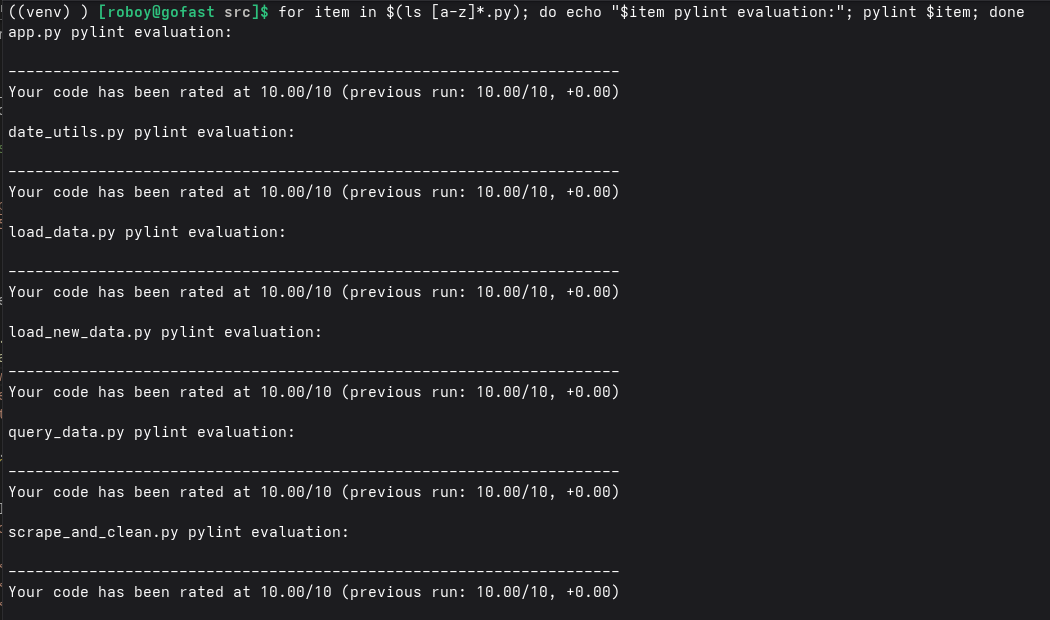 ((venv) ) [roboy@gofast src]$ for item in $(ls [a-z]*.py); do echo "$item pylint evaluation:"; pylint $item; done
app.py pylint evaluation:
--------------------------------------------------------------------
Your code has been rated at 10.00/10 (previous run: 10.00/10, +0.00)
date_utils.py pylint evaluation:
--------------------------------------------------------------------
Your code has been rated at 10.00/10 (previous run: 10.00/10, +0.00)
load_data.py pylint evaluation:
--------------------------------------------------------------------
Your code has been rated at 10.00/10 (previous run: 10.00/10, +0.00)
load_new_data.py pylint evaluation:
--------------------------------------------------------------------
Your code has been rated at 10.00/10 (previous run: 10.00/10, +0.00)
query_data.py pylint evaluation:
--------------------------------------------------------------------
Your code has been rated at 10.00/10 (previous run: 10.00/10, +0.00)
scrape_and_clean.py pylint evaluation:
--------------------------------------------------------------------
Your code has been rated at 10.00/10 (previous run: 10.00/10, +0.00)